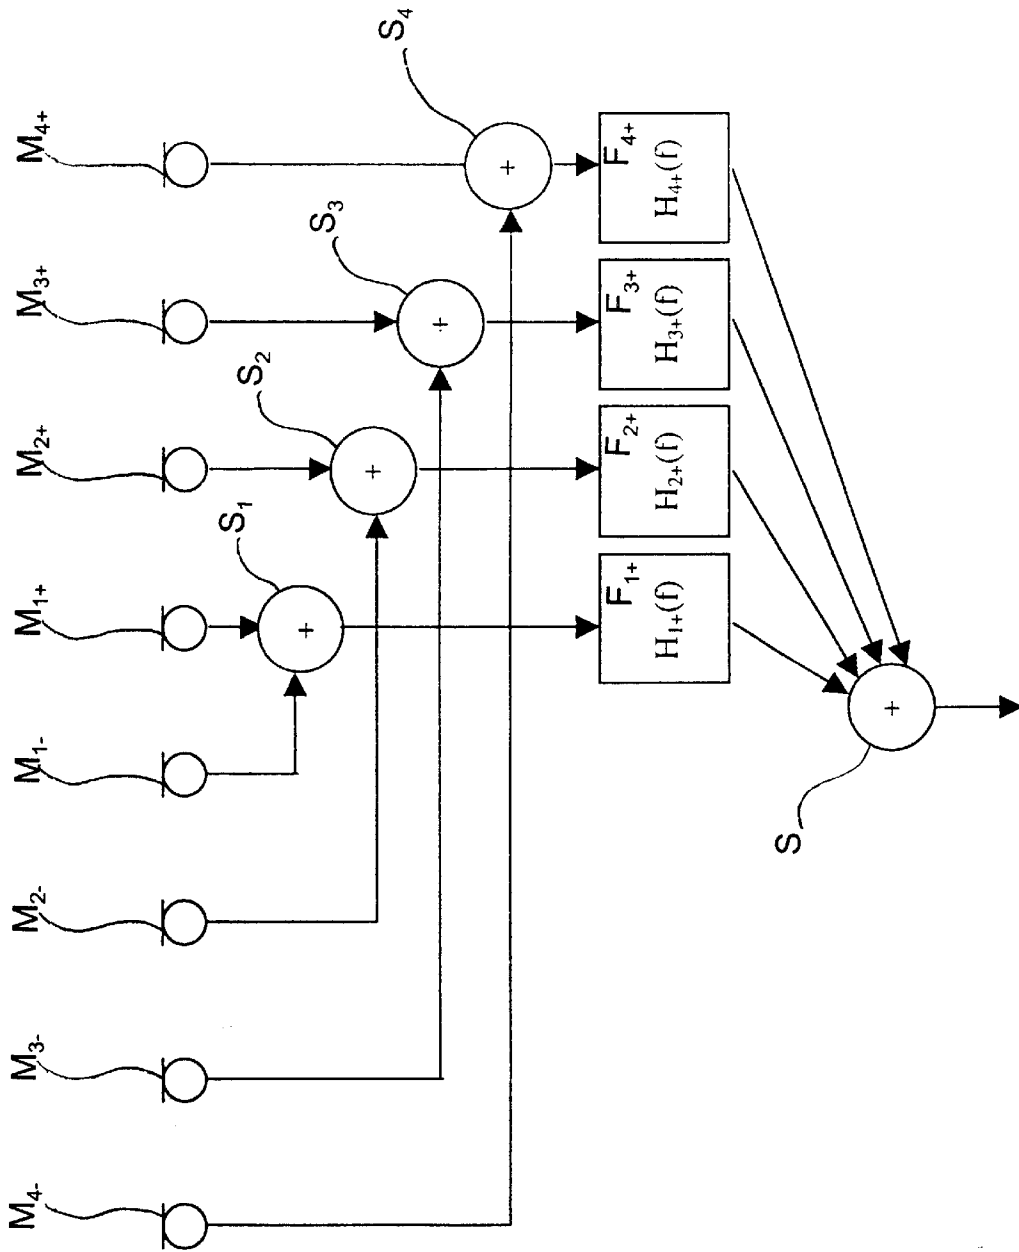 M4- M3- M2- M1- M1+ M2+ M3+ M4+
S1 S2 S3 S4
+ + + +
F1+ F2+ F3+ F4+
H1+(f) H2+(f) H3+(f) H4+(f)
S
+